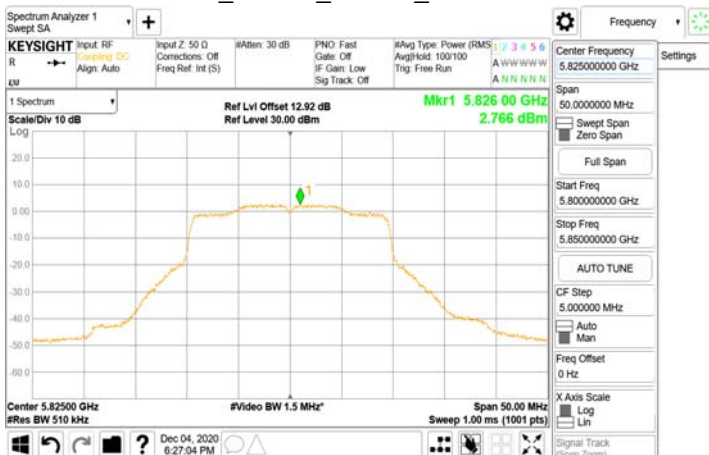 Spectrum Analyzer 1
Swept SA
Frequency
KEYSIGHT
R
Input: RF
Coupling: DC
Align: Auto
Input Z: 50 Ω
Corrections: Off
Freq Ref: Int (S)
#Atten: 30 dB
PNO: Fast
Gate: Off
IF Gain: Low
Sig Track: Off
#Avg Type: Power (RMS
Avg|Hold: 100/100
Trig: Free Run
1 2 3 4 5 6
A W W W W W
A N N N N N
1 Spectrum
Scale/Div 10 dB
Log
Ref Lvl Offset 12.92 dB
Ref Level 30.00 dBm
Mkr1 5.826 00 GHz
2.766 dBm
1
20.0
10.0
0.00
-10.0
-20.0
-30.0
-40.0
-50.0
-60.0
Center 5.82500 GHz
#Res BW 510 kHz
#Video BW 1.5 MHz*
Span 50.00 MHz
Sweep 1.00 ms (1001 pts)
Dec 04, 2020
6:27:04 PM
Center Frequency
5.825000000 GHz
Settings
Span
50.0000000 MHz
Swept Span
Zero Span
Full Span
Start Freq
5.800000000 GHz
Stop Freq
5.850000000 GHz
AUTO TUNE
CF Step
5.000000 MHz
Auto
Man
Freq Offset
0 Hz
X Axis Scale
Log
Lin
Signal Track
(Span Zoom)